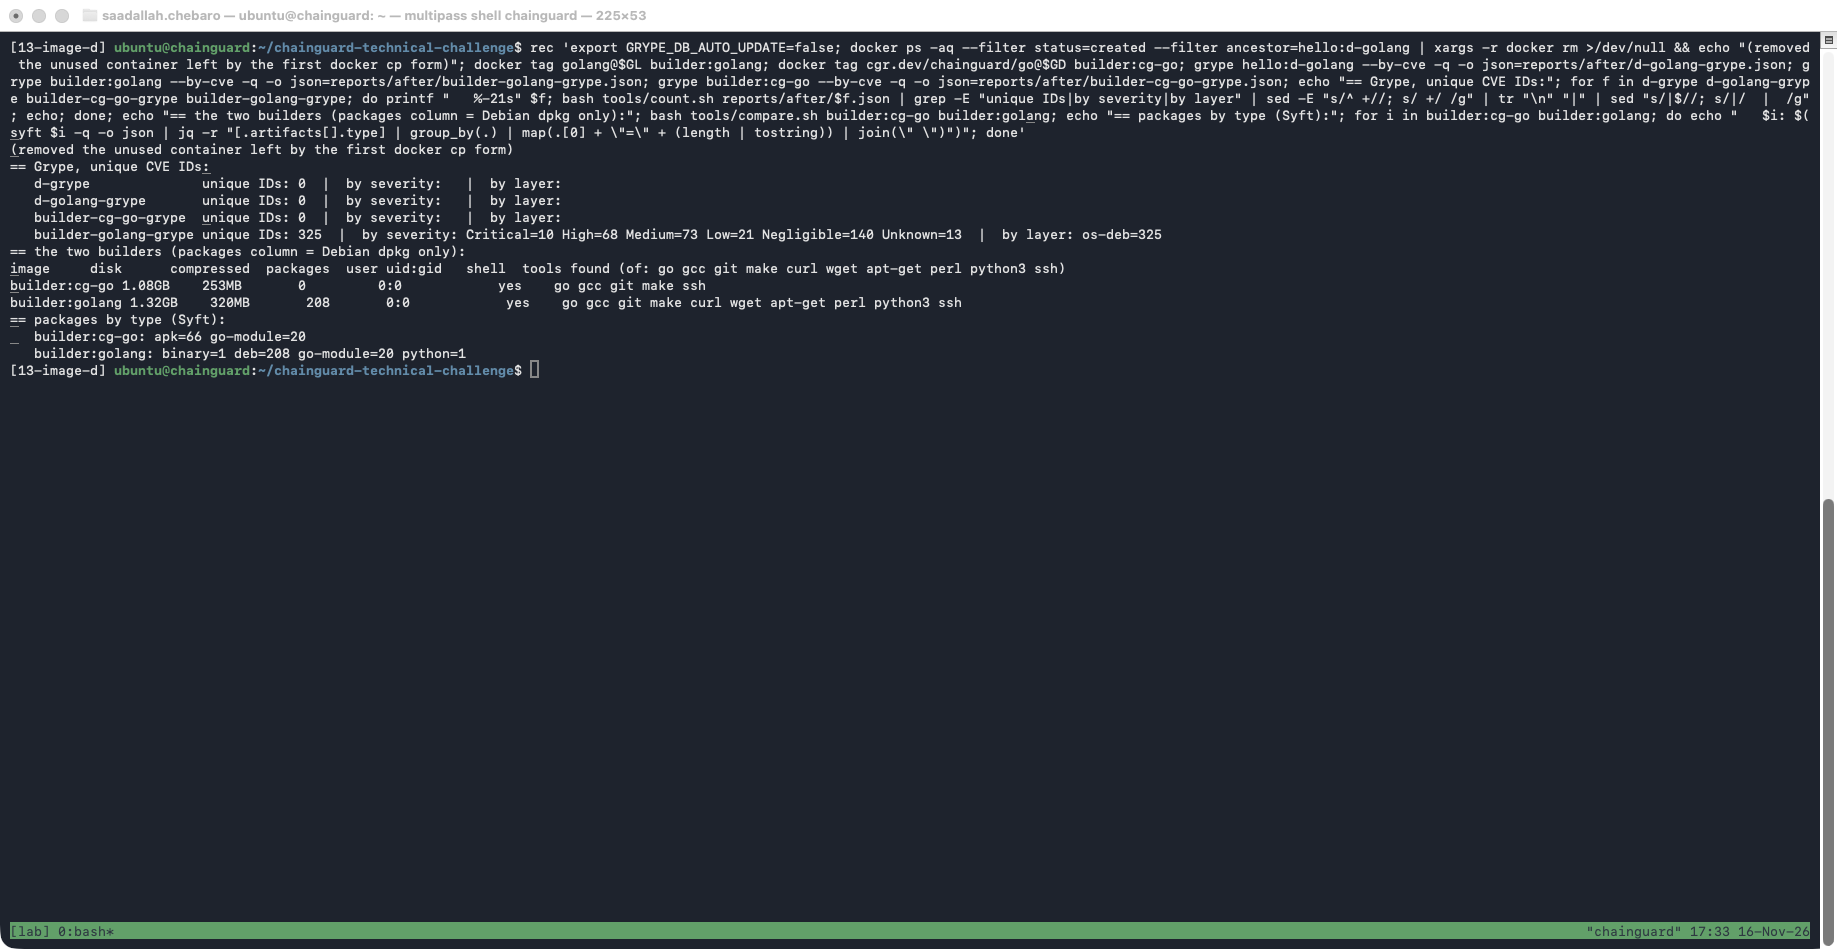 saadallah.chebaro — ubuntu@chainguard: ~ — multipass shell chainguard — 225×53
[13-image-d] ubuntu@chainguard:~/chainguard-technical-challenge$ rec 'export GRYPE_DB_AUTO_UPDATE=false; docker ps -aq --filter status=created --filter ancestor=hello:d-golang | xargs -r docker rm >/dev/null && echo "(removed
 the unused container left by the first docker cp form)"; docker tag golang@$GL builder:golang; docker tag cgr.dev/chainguard/go@$GD builder:cg-go; grype hello:d-golang --by-cve -q -o json=reports/after/d-golang-grype.json; g
rype builder:golang --by-cve -q -o json=reports/after/builder-golang-grype.json; grype builder:cg-go --by-cve -q -o json=reports/after/builder-cg-go-grype.json; echo "== Grype, unique CVE IDs:"; for f in d-grype d-golang-gryp
e builder-cg-go-grype builder-golang-grype; do printf "   %-21s" $f; bash tools/count.sh reports/after/$f.json | grep -E "unique IDs|by severity|by layer" | sed -E "s/^ +//; s/ +/ /g" | tr "\n" "|" | sed "s/|$//; s/|/  |  /g"
; echo; done; echo "== the two builders (packages column = Debian dpkg only):"; bash tools/compare.sh builder:cg-go builder:golang; echo "== packages by type (Syft):"; for i in builder:cg-go builder:golang; do echo "   $i: $(
syft $i -q -o json | jq -r "[.artifacts[].type] | group_by(.) | map(.[0] + \"=\" + (length | tostring)) | join(\" \")")"; done'
(removed the unused container left by the first docker cp form)
== Grype, unique CVE IDs:
   d-grype              unique IDs: 0  |  by severity:   |  by layer:
   d-golang-grype       unique IDs: 0  |  by severity:   |  by layer:
   builder-cg-go-grype  unique IDs: 0  |  by severity:   |  by layer:
   builder-golang-grype unique IDs: 325  |  by severity: Critical=10 High=68 Medium=73 Low=21 Negligible=140 Unknown=13  |  by layer: os-deb=325
== the two builders (packages column = Debian dpkg only):
image     disk      compressed  packages  user uid:gid   shell  tools found (of: go gcc git make curl wget apt-get perl python3 ssh)
builder:cg-go 1.08GB    253MB       0         0:0            yes    go gcc git make ssh
builder:golang 1.32GB    320MB       208       0:0            yes    go gcc git make curl wget apt-get perl python3 ssh
== packages by type (Syft):
   builder:cg-go: apk=66 go-module=20
   builder:golang: binary=1 deb=208 go-module=20 python=1
[13-image-d] ubuntu@chainguard:~/chainguard-technical-challenge$
[lab] 0:bash* "chainguard" 17:33 16-Nov-26